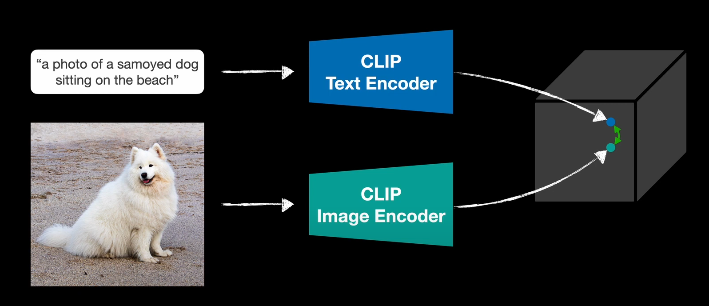 “a photo of a samoyed dog
sitting on the beach”
CLIP
Text Encoder
CLIP
Image Encoder